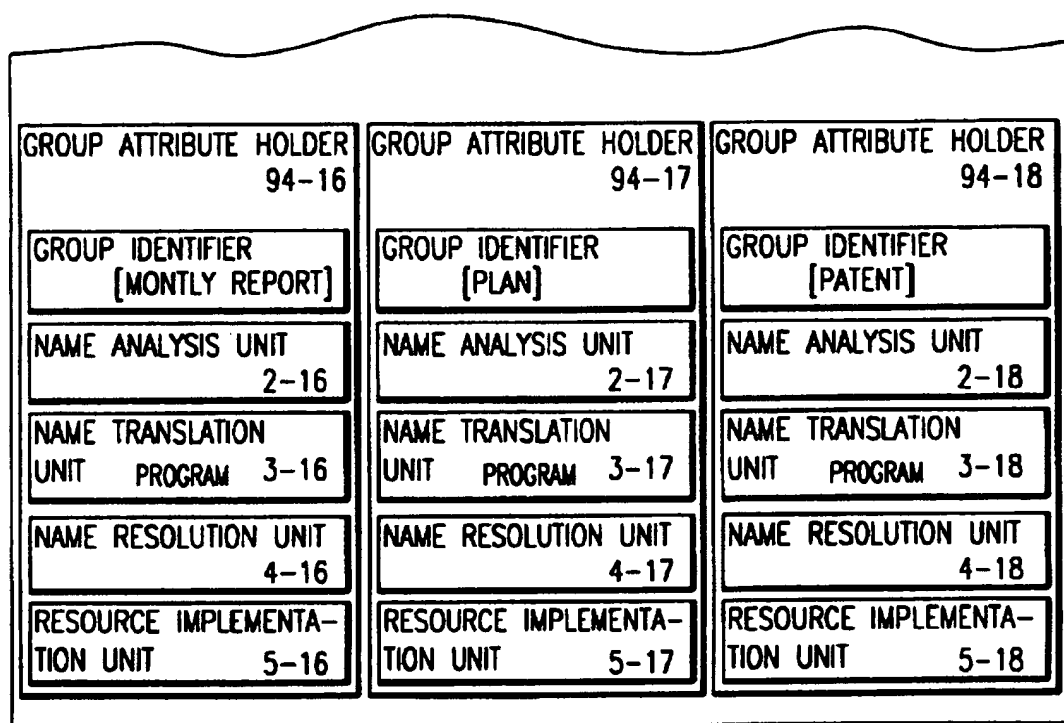 GROUP ATTRIBUTE HOLDER
94-16
GROUP IDENTIFIER
[MONTLY REPORT]
NAME ANALYSIS UNIT
2-16
NAME TRANSLATION
UNIT PROGRAM 3-16
NAME RESOLUTION UNIT
4-16
RESOURCE IMPLEMENTA-
TION UNIT 5-16
GROUP ATTRIBUTE HOLDER
94-17
GROUP IDENTIFIER
[PLAN]
NAME ANALYSIS UNIT
2-17
NAME TRANSLATION
UNIT PROGRAM 3-17
NAME RESOLUTION UNIT
4-17
RESOURCE IMPLEMENTA-
TION UNIT 5-17
GROUP ATTRIBUTE HOLDER
94-18
GROUP IDENTIFIER
[PATENT]
NAME ANALYSIS UNIT
2-18
NAME TRANSLATION
UNIT PROGRAM 3-18
NAME RESOLUTION UNIT
4-18
RESOURCE IMPLEMENTA-
TION UNIT 5-18